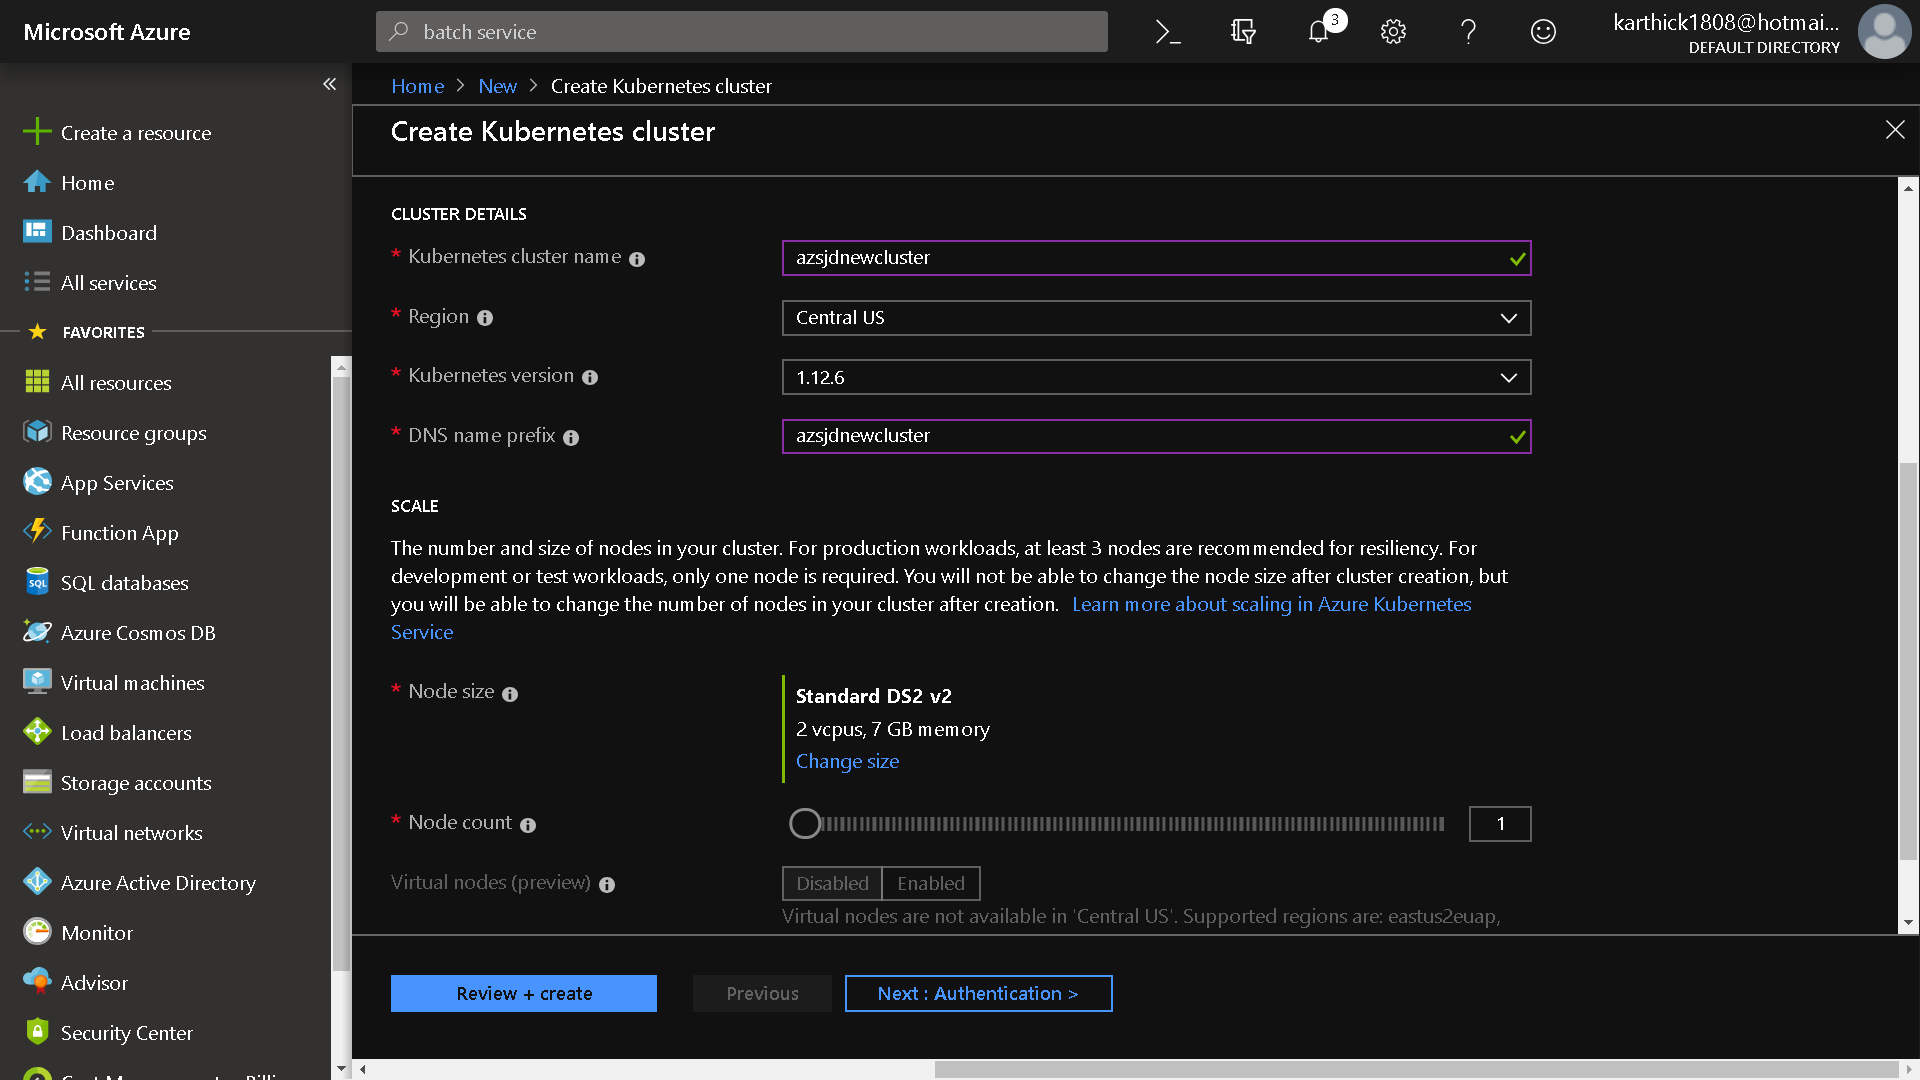 Microsoft Azure
batch service
3
karthick1808@hotmai...
DEFAULT DIRECTORY
Create a resource
Home
Dashboard
All services
FAVORITES
All resources
Resource groups
App Services
Function App
SQL
SQL databases
Azure Cosmos DB
Virtual machines
Load balancers
Storage accounts
Virtual networks
Azure Active Directory
Monitor
Advisor
Security Center
Home > New > Create Kubernetes cluster
Create Kubernetes cluster
CLUSTER DETAILS
* Kubernetes cluster name
azsjdnewcluster
* Region
Central US
* Kubernetes version
1.12.6
* DNS name prefix
azsjdnewcluster
SCALE
The number and size of nodes in your cluster. For production workloads, at least 3 nodes are recommended for resiliency. For
development or test workloads, only one node is required. You will not be able to change the node size after cluster creation, but
you will be able to change the number of nodes in your cluster after creation. Learn more about scaling in Azure Kubernetes
Service
* Node size
Standard DS2 v2
2 vcpus, 7 GB memory
Change size
* Node count
1
Virtual nodes (preview)
Disabled
Enabled
Virtual nodes are not available in 'Central US'. Supported regions are: eastus2euap,
Review + create
Previous
Next : Authentication >